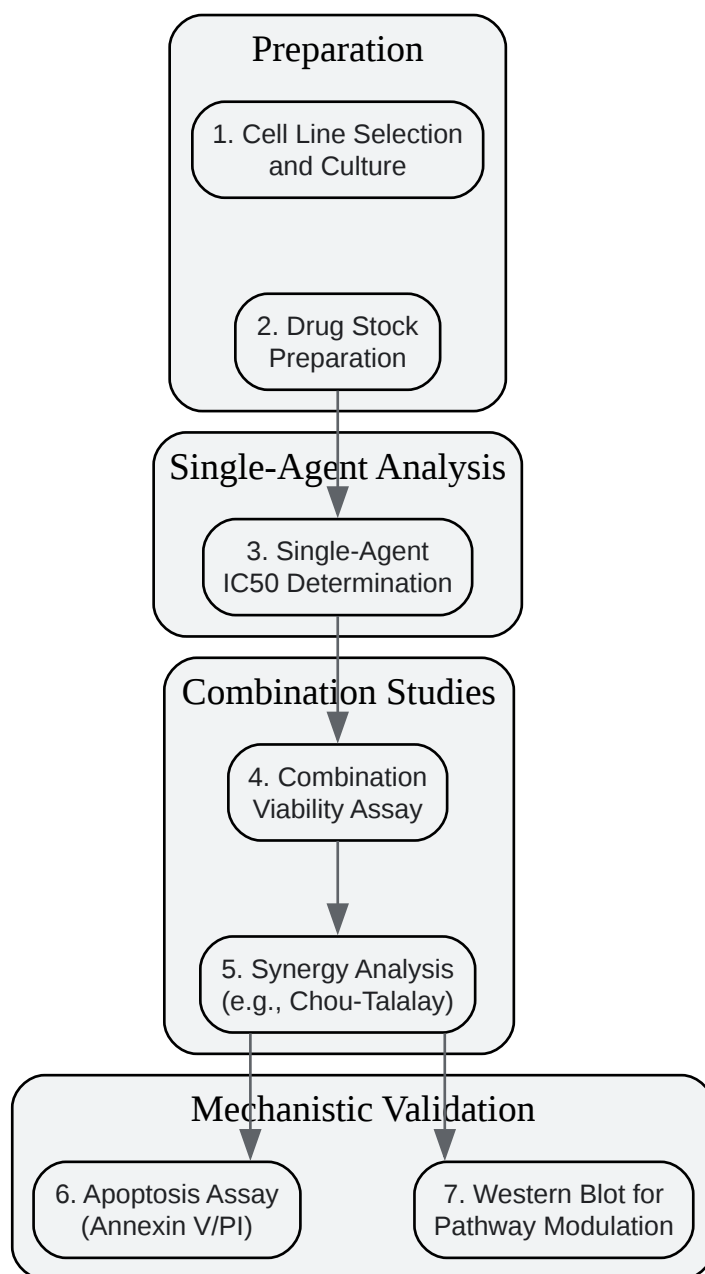 Preparation
1. Cell Line Selection
and Culture
2. Drug Stock
Preparation
Single-Agent Analysis
3. Single-Agent
IC50 Determination
Combination Studies
4. Combination
Viability Assay
5. Synergy Analysis
(e.g., Chou-Talalay)
Mechanistic Validation
6. Apoptosis Assay
(Annexin V/PI)
7. Western Blot for
Pathway Modulation